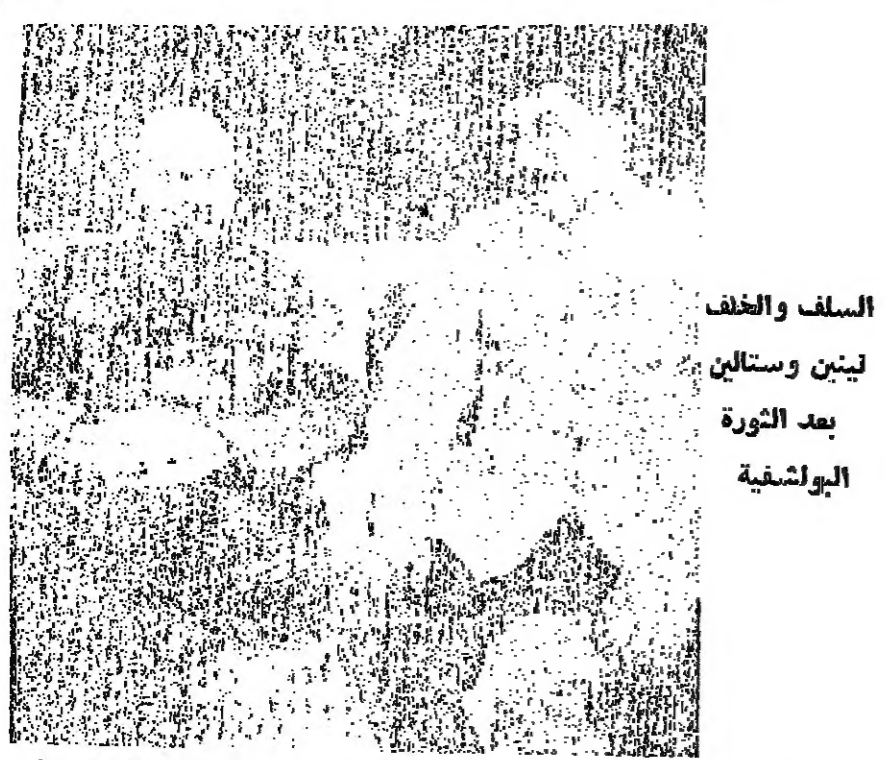 السلف والخلف
لينين وستالين
بعد الثورة
البولشفية